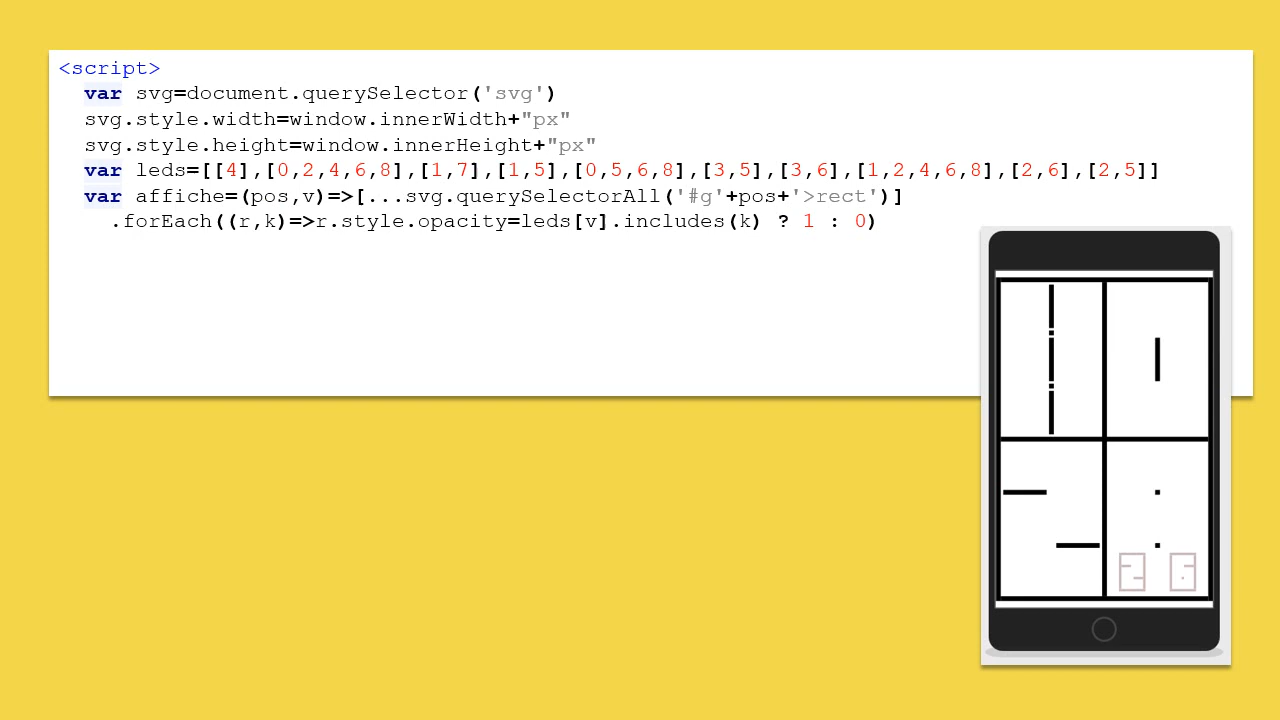 <script>
var svg=document.querySelector('svg')
svg.style.width=window.innerWidth+"px"
svg.style.height=window.innerHeight+"px"
var leds=[[4],[0,2,4,6,8],[1,7],[1,5],[0,5,6,8],[3,5],[3,6],[1,2,4,6,8],[2,6],[2,5]]
var affiche=(pos,v)=>[...svg.querySelectorAll('#g'+pos+'>rect')]
.forEach((r,k)=>r.style.opacity=leds[v].includes(k) ? 1 : 0)